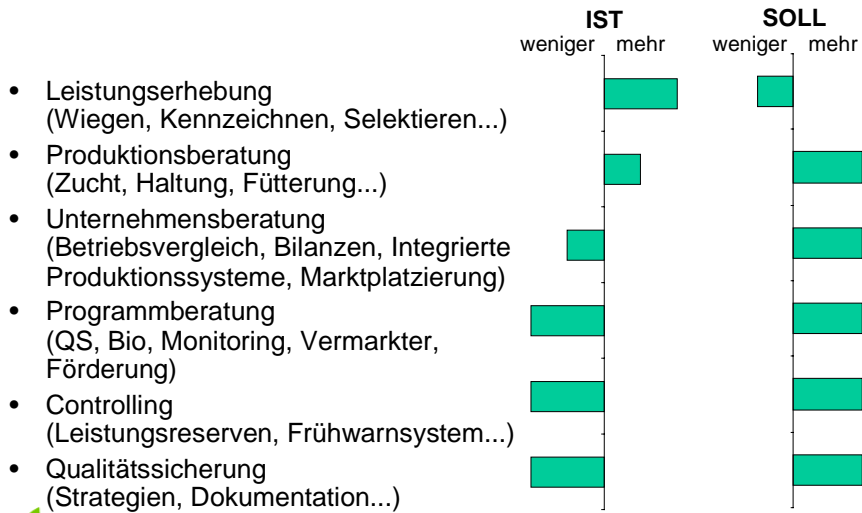 IST SOLL
weniger mehr weniger mehr
• Leistungserhebung
(Wiegen, Kennzeichnen, Selektieren...)
• Produktionsberatung
(Zucht, Haltung, Fütterung...)
• Unternehmensberatung
(Betriebsvergleich, Bilanzen, Integrierte
Produktionssysteme, Marktplatzierung)
• Programmberatung
(QS, Bio, Monitoring, Vermarkter,
Förderung)
• Controlling
(Leistungsreserven, Frühwarnsystem...)
• Qualitätssicherung
(Strategien, Dokumentation...)